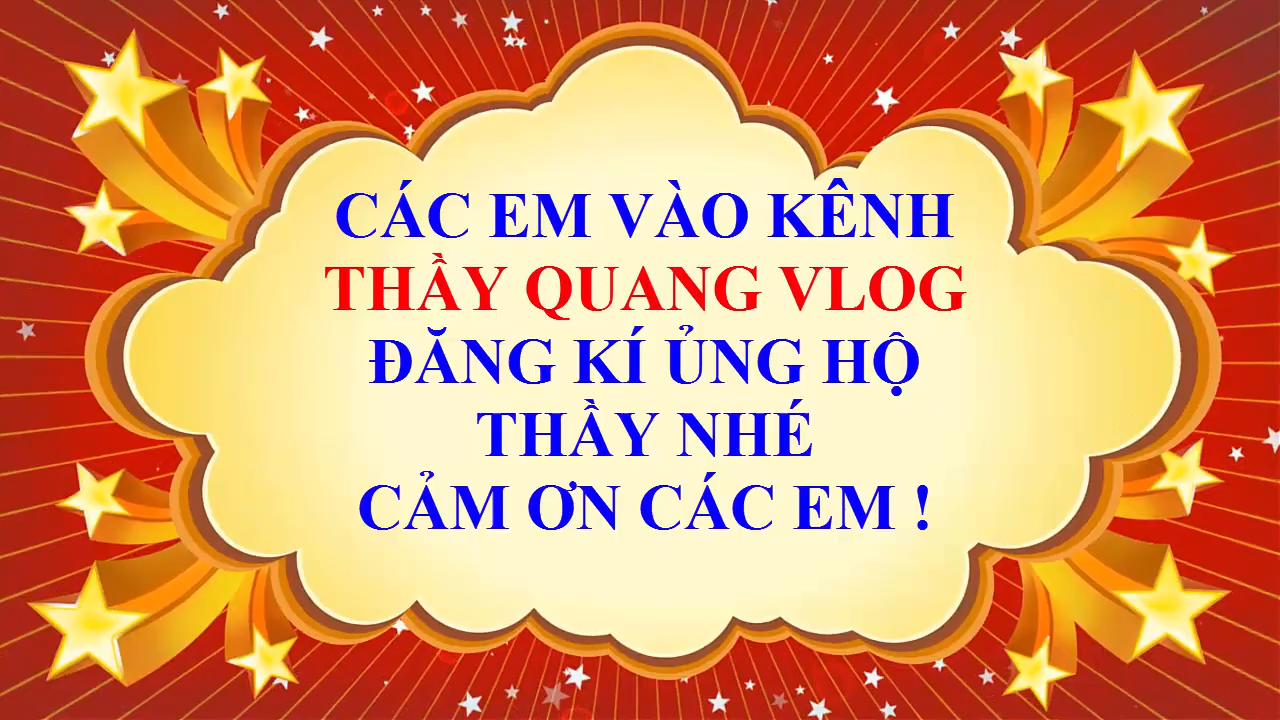 CÁC EM VÀO KÊNH
THẦY QUANG VLOG
ĐĂNG KÍ ỦNG HỘ
THẦY NHÉ
CẢM ƠN CÁC EM !